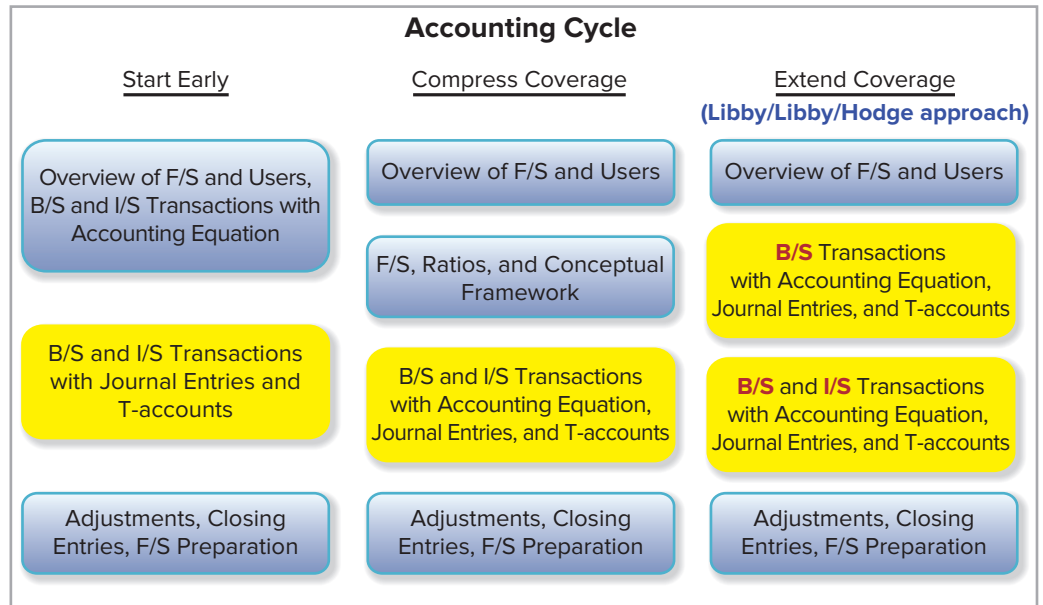 Accounting Cycle
Start Early
Overview of F/S and Users,
B/S and I/S Transactions with
Accounting Equation
B/S and I/S Transactions
with Journal Entries and
T-accounts
Adjustments, Closing
Entries, F/S Preparation
Compress Coverage
Overview of F/S and Users
F/S, Ratios, and Conceptual
Framework
B/S and I/S Transactions
with Accounting Equation,
Journal Entries, and T-accounts
Adjustments, Closing
Entries, F/S Preparation
Extend Coverage
(Libby/Libby/Hodge approach)
Overview of F/S and Users
B/S Transactions
with Accounting Equation,
Journal Entries, and T-accounts
B/S and I/S Transactions
with Accounting Equation,
Journal Entries, and T-accounts
Adjustments, Closing
Entries, F/S Preparation